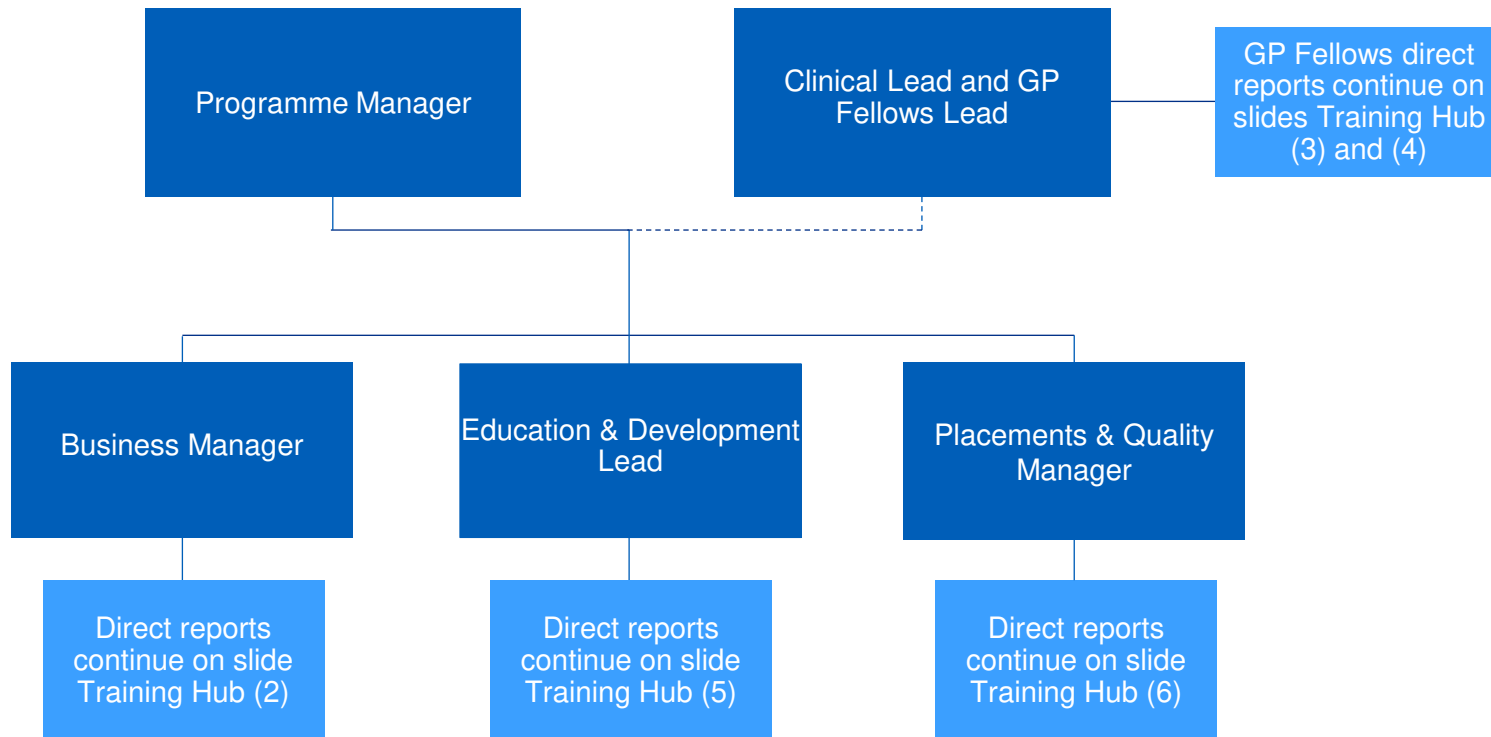 Programme Manager
Clinical Lead and GP
Fellows Lead
GP Fellows direct
reports continue on
slides Training Hub
(3) and (4)
Business Manager
Education & Development
Lead
Placements & Quality
Manager
Direct reports
continue on slide
Training Hub (2)
Direct reports
continue on slide
Training Hub (5)
Direct reports
continue on slide
Training Hub (6)